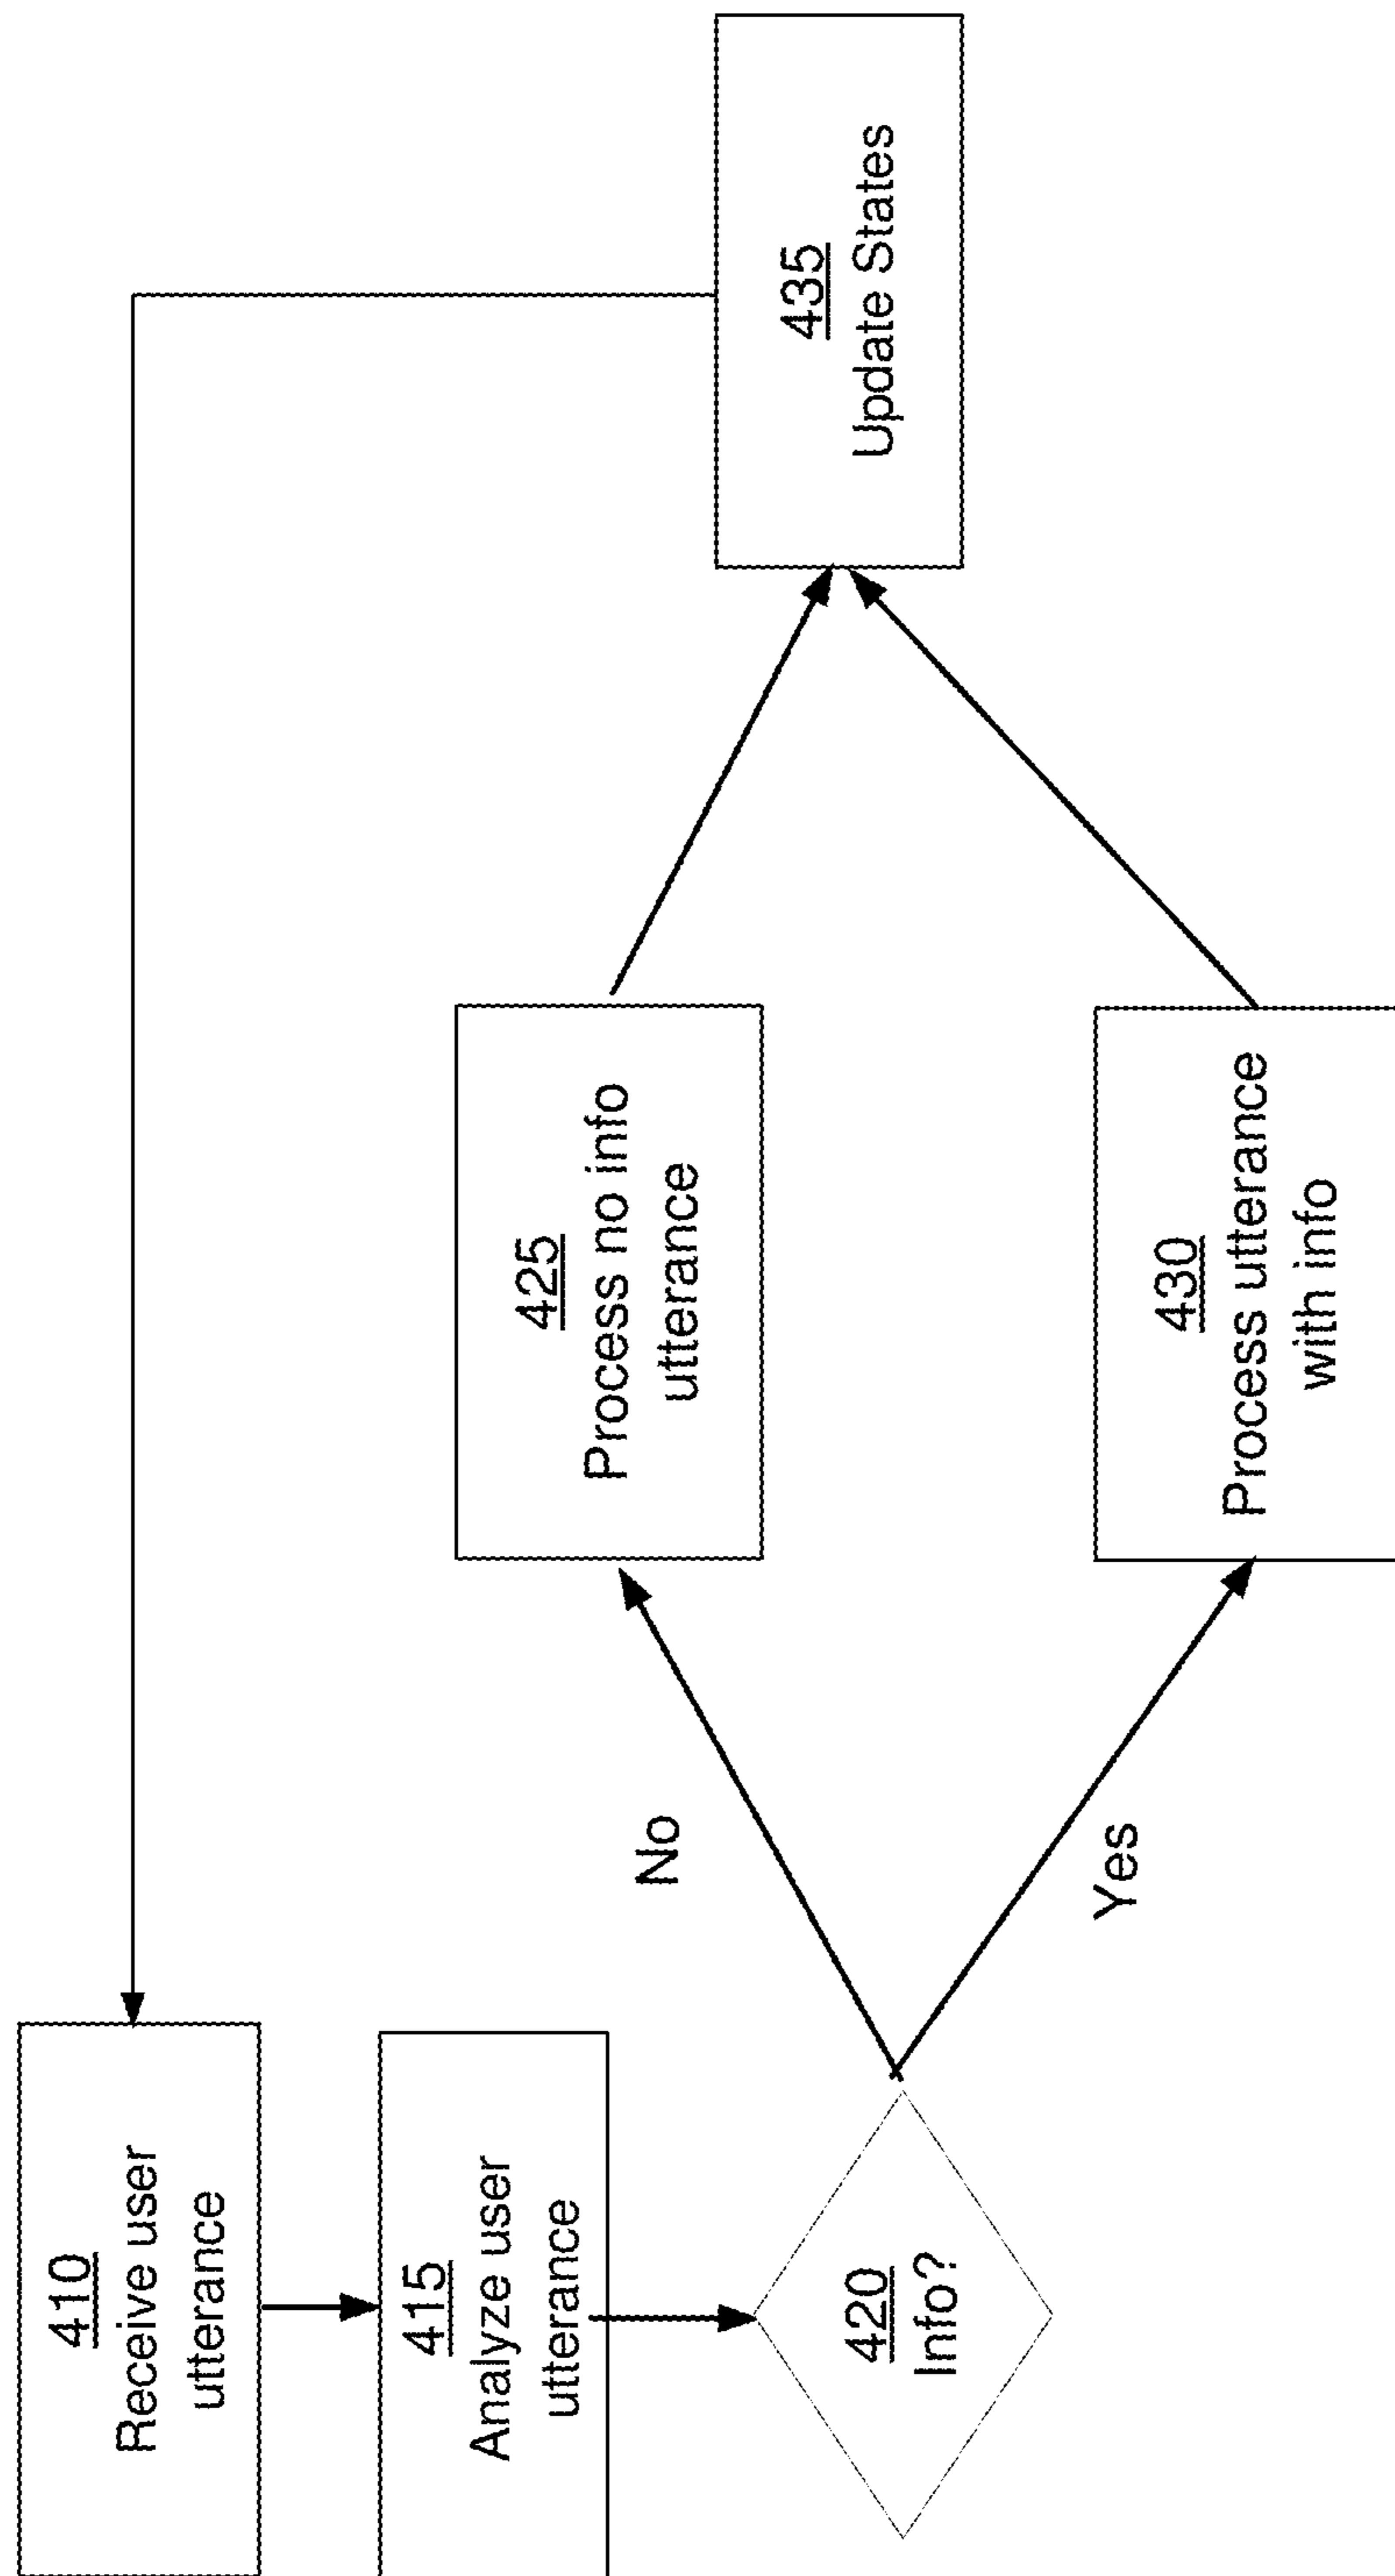 410
Receive user
utterance
415
Analyze user
utterance
420
Info?
No
Yes
425
Process no info
utterance
430
Process utterance
with info
435
Update States